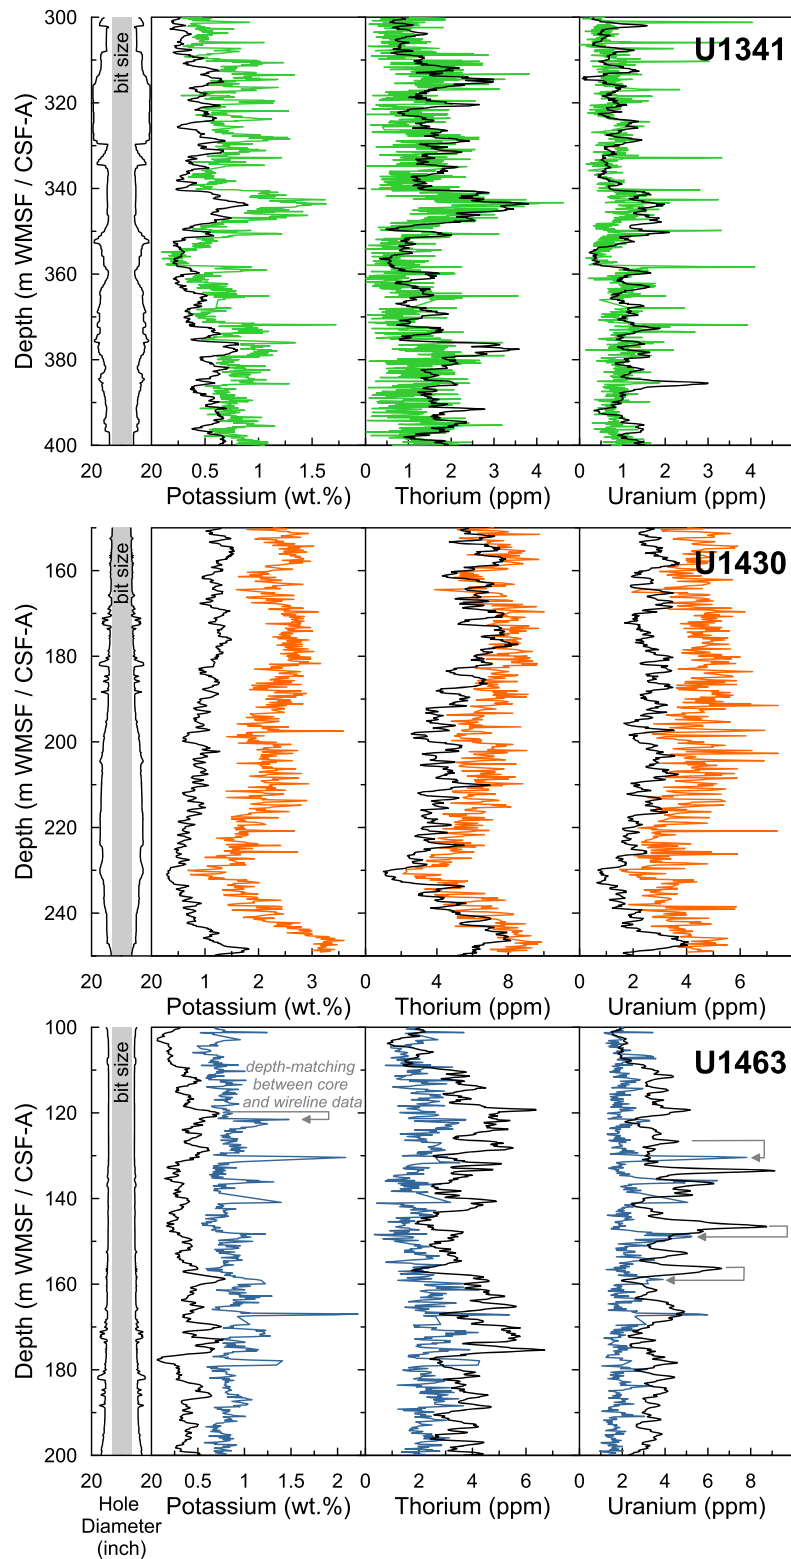 300
320
340
360
380
400
Depth (m WMSF / CSF-A)
bit size
U1341
20 20 0.5 1 1.5 0 1 2 3 4 0 1 2 3 4 5
Potassium (wt.%) Thorium (ppm) Uranium (ppm)
160
180
200
220
240
Depth (m WMSF / CSF-A)
bit size
U1430
20 20 1 2 3 0 4 8 0 2 4 6
Potassium (wt.%) Thorium (ppm) Uranium (ppm)
100
120
140
160
180
200
Depth (m WMSF / CSF-A)
bit size
depth-matching
between core
and wireline data
U1463
20 20 0.5 1 1.5 2 0 2 4 6 0 2 4 6 8
Hole
Diameter
(inch)
Potassium (wt.%) Thorium (ppm) Uranium (ppm)